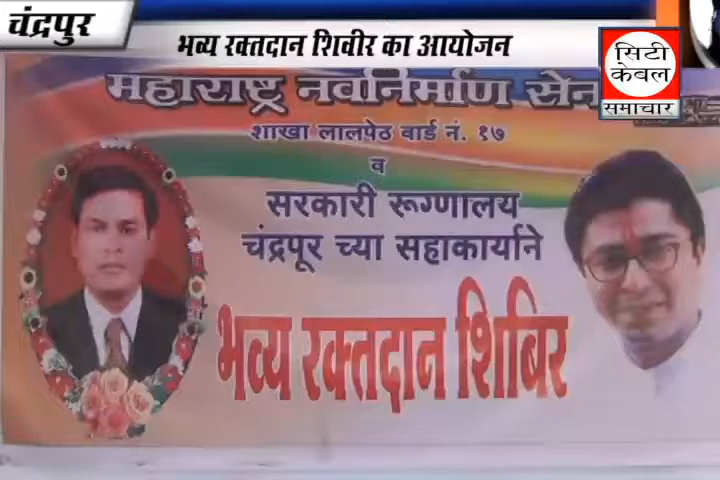 चंद्रपुर
भव्य रक्तदान शिवीर का आयोजन
सिटी
केबल
समाचार
महाराष्ट्र नवनिर्माण सेना
शाखा लालपेठ वार्ड नं. १७
व
सरकारी रूग्णालय
चंद्रपूर च्या सहाकार्याने
भव्य रक्तदान शिबिर